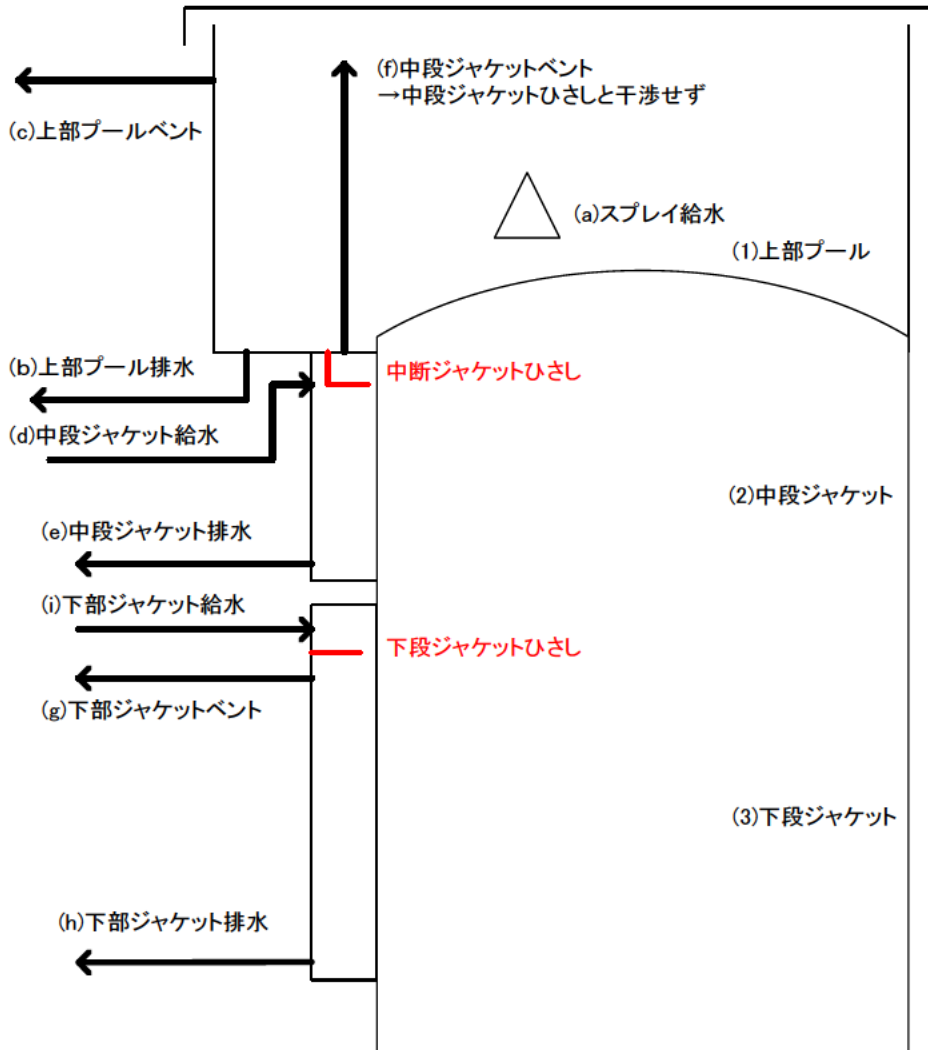 (f)中段ジャケットベント
→中段ジャケットひさしと干渉せず
(c)上部プールベント
(a)スプレイ給水
(1)上部プール
(b)上部プール排水
中断ジャケットひさし
(d)中段ジャケット給水
(2)中段ジャケット
(e)中段ジャケット排水
(i)下部ジャケット給水
下段ジャケットひさし
(g)下部ジャケットベント
(3)下段ジャケット
(h)下部ジャケット排水